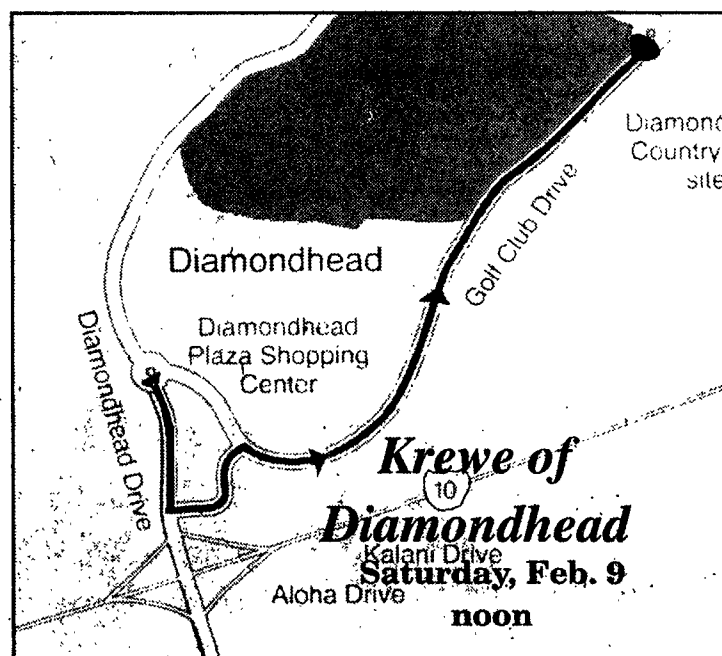 Diamond
Country
site
Golf Club Drive
Diamondhead
Diamondhead
Plaza Shopping
Center
Diamondhead Drive
Krewe of
10
Diamondhead
Kalani Drive
Saturday, Feb. 9
Aloha Drive
noon